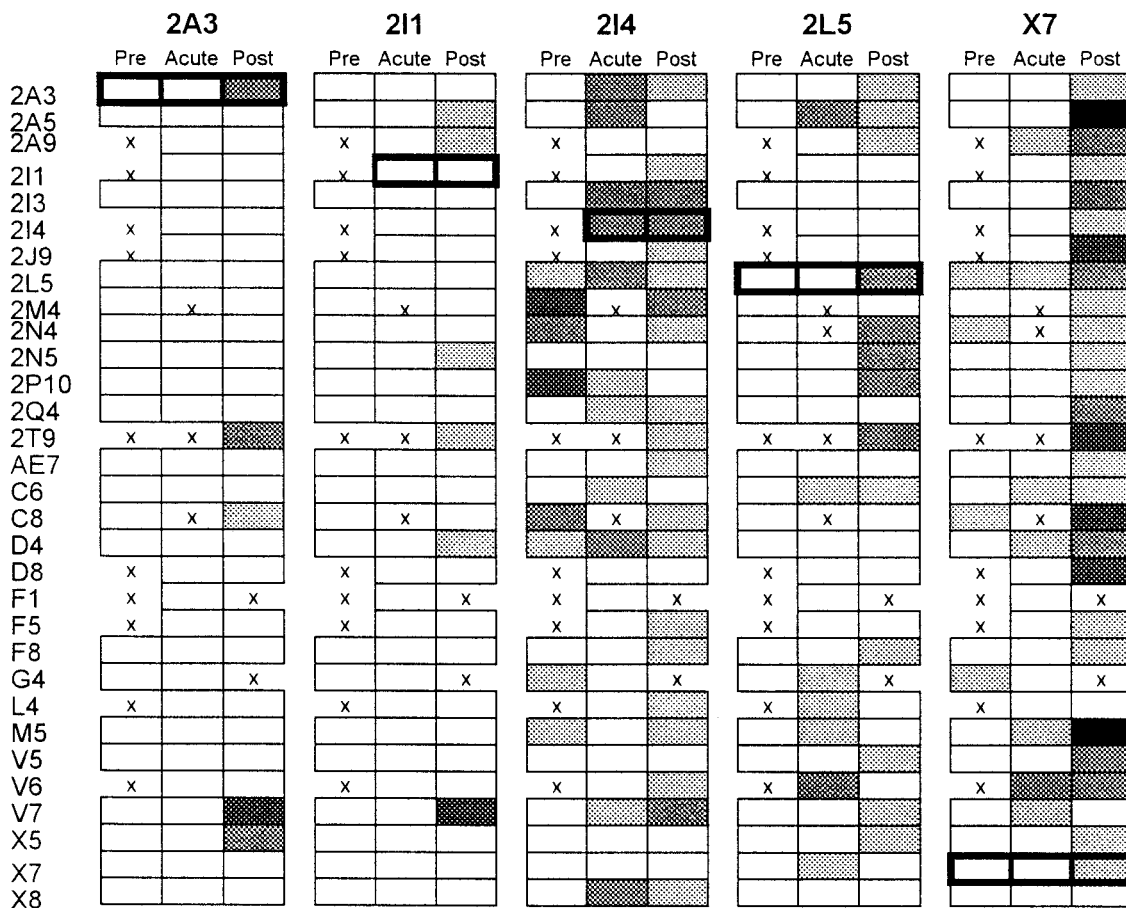 2A3 2I1 2I4 2L5 X7
Pre Acute Post Pre Acute Post Pre Acute Post Pre Acute Post Pre Acute Post
2A3
2A5
2A9 x x x x x
2I1 x x x x x
2I3
2I4 x x x x x
2J9 x x x x x
2L5
2M4 x x x x x
2N4 x x
2N5
2P10
2Q4
2T9 x x x x x x x x x x
AE7
C6
C8 x x x x x
D4
D8 x x x x x
F1 x x x x x x x x x x
F5 x x x x x
F8
G4 x x x x x
L4 x x x x x
M5
V5
V6 x x x x x
V7
X5
X7
X8